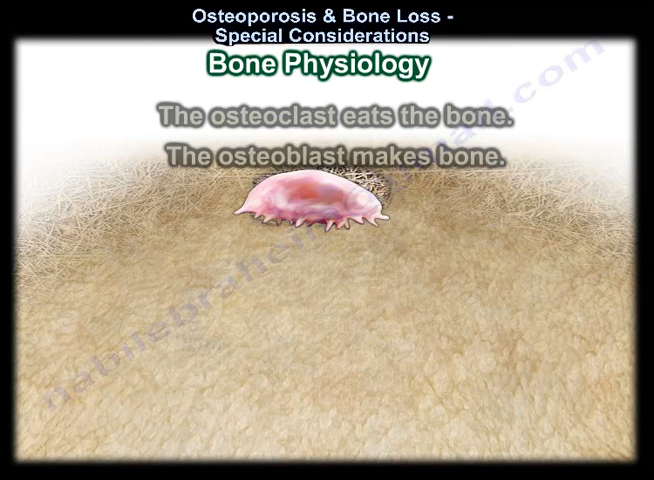 Osteoporosis & Bone Loss -
Special Considerations
Bone Physiology
The osteoclast eats the bone.
The osteoblast makes bone.